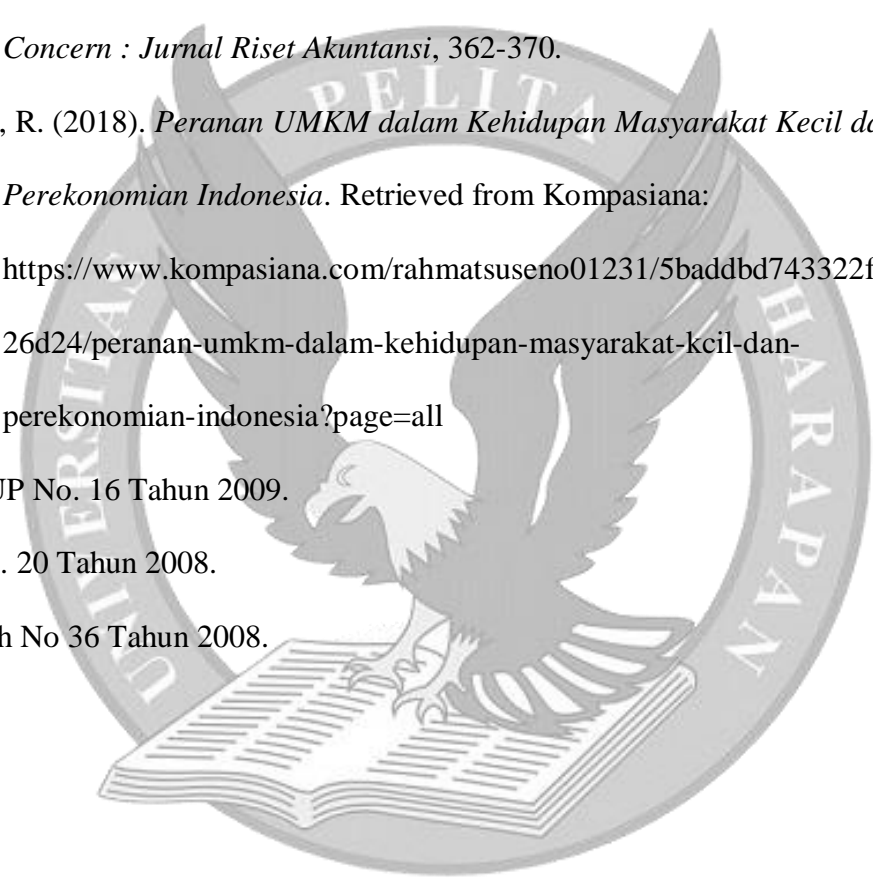 Concern : Jurnal Riset Akuntansi, 362-370.
, R. (2018). Peranan UMKM dalam Kehidupan Masyarakat Kecil da
Perekonomian Indonesia. Retrieved from Kompasiana:
https://www.kompasiana.com/rahmatsuseno01231/5baddbd743322f
26d24/peranan-umkm-dalam-kehidupan-masyarakat-kcil-dan-
perekonomian-indonesia?page=all
UP No. 16 Tahun 2009.
. 20 Tahun 2008.
h No 36 Tahun 2008.
UNIVERSITAS PELITA HARAPAN